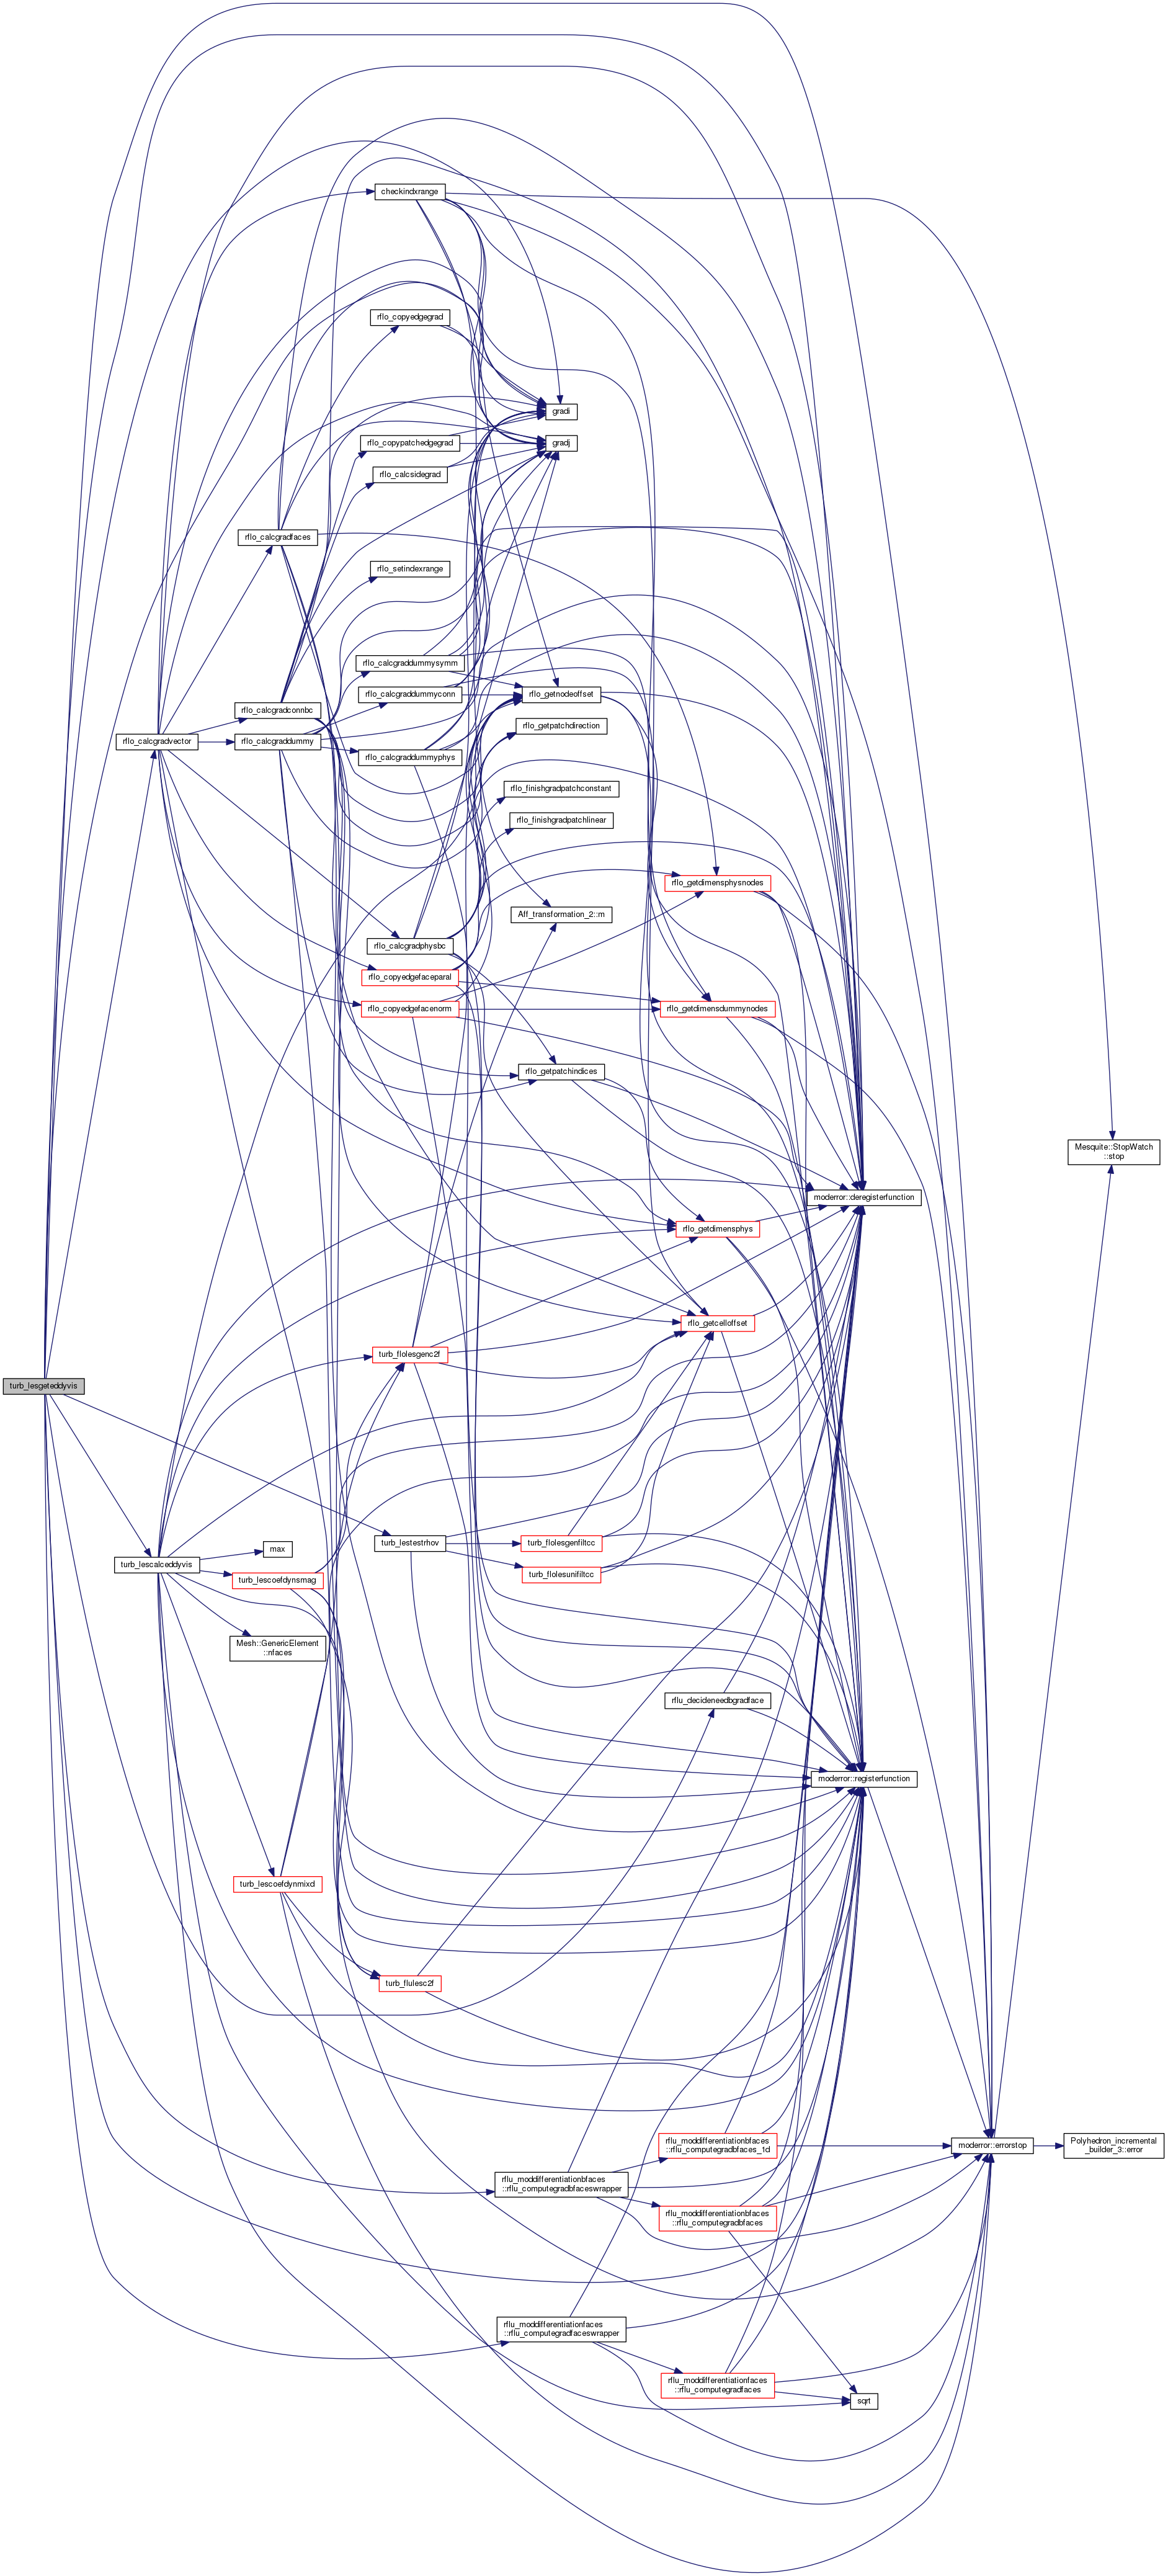 checkindxrange
rflo_copyedgegrad
gradi
rflo_copypatchedgegrad
gradj
rflo_calcsidegrad
rflo_calcgradfaces
rflo_setindexrange
rflo_calcgraddummysymm
rflo_calcgraddummyconn
rflo_getnodeoffset
rflo_calcgradconnbc
rflo_getpatchdirection
rflo_calcgradvector
rflo_calcgraddummy
rflo_calcgraddummyphys
rflo_finishgradpatchconstant
rflo_finishgradpatchlinear
rflo_getdimensphysnodes
Aff_transformation_2::m
rflo_calcgradphysbc
rflo_copyedgefaceparal
rflo_copyedgefacenorm
rflo_getdimensdummynodes
rflo_getpatchindices
Mesquite::StopWatch
::stop
moderror::deregisterfunction
rflo_getdimensphys
rflo_getcelloffset
turb_flolesgenc2f
turb_lesgeteddyvis
turb_lestestrhov
turb_flolesgenfiltcc
max
turb_lescalceddyvis
turb_flolesunifiltcc
turb_lescoefdynsmag
Mesh::GenericElement
::nfaces
rflu_decideneedbgradface
moderror::registerfunction
turb_lescoefdynmixd
turb_flulesc2f
rflu_moddifferentiationbfaces
::rflu_computegradbfaces_1d
moderror::errorstop
Polyhedron_incremental
_builder_3::error
rflu_moddifferentiationbfaces
::rflu_computegradbfaceswrapper
rflu_moddifferentiationbfaces
::rflu_computegradbfaces
rflu_moddifferentiationfaces
::rflu_computegradfaceswrapper
rflu_moddifferentiationfaces
::rflu_computegradfaces
sqrt